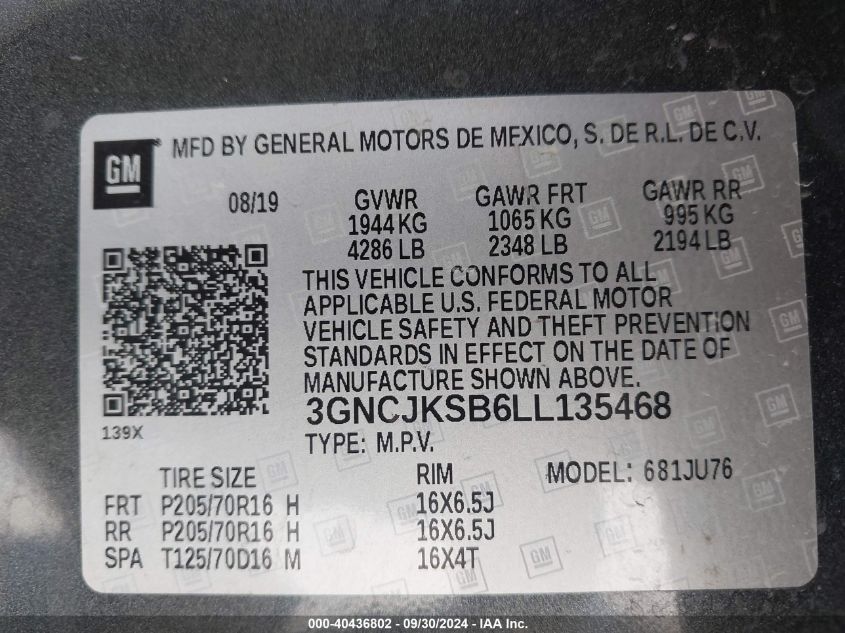 GM
MFD BY GENERAL MOTORS DE MEXICO, S. DE R.L. DE C.V.
08/19 GVWR GAWR FRT GAWR RR
1944 KG 1065 KG 995 KG
4286 LB 2348 LB 2194 LB
THIS VEHICLE CONFORMS TO ALL
APPLICABLE U.S. FEDERAL MOTOR
VEHICLE SAFETY AND THEFT PREVENTION
STANDARDS IN EFFECT ON THE DATE OF
MANUFACTURE SHOWN ABOVE.
3GNCJKSB6LL135468
139X
TYPE: M.P.V.
TIRE SIZE RIM MODEL: 681JU76
FRT P205/70R16 H 16X6.5J
RR P205/70R16 H 16X6.5J
SPA T125/70D16 M 16X4T
000-40436802 - 09/30/2024 - IAA Inc.